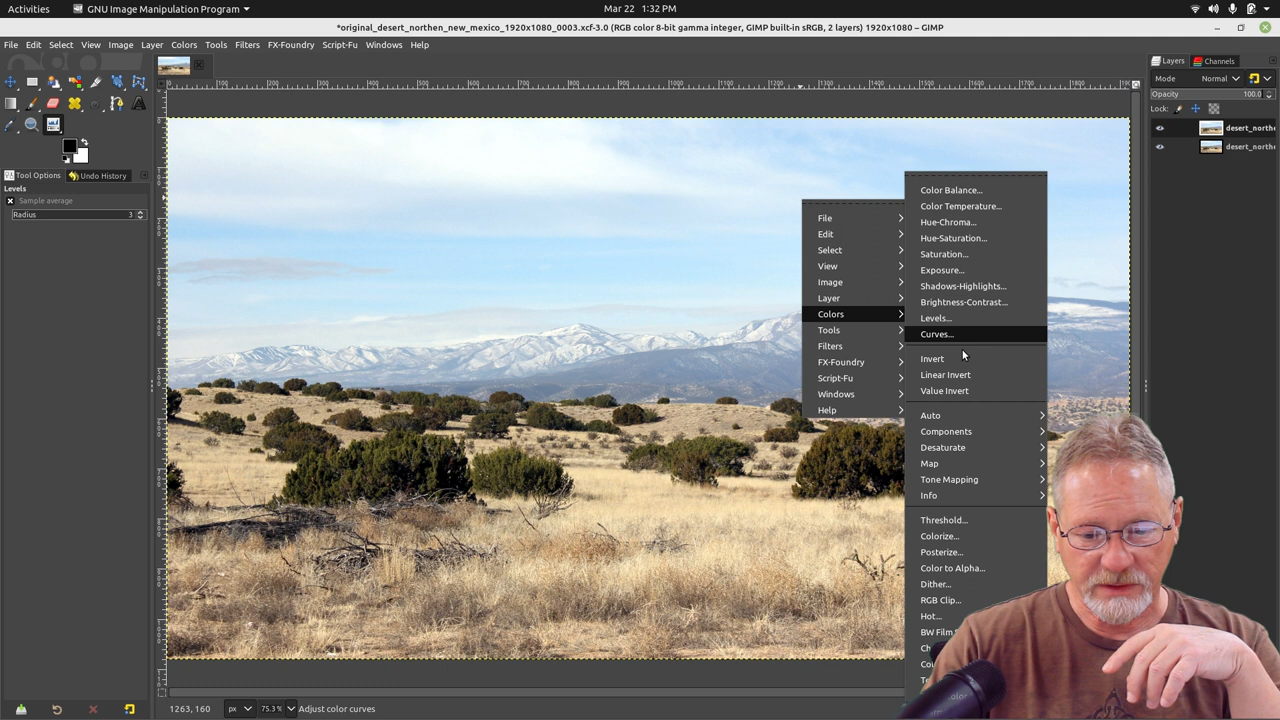 Activities GNU Image Manipulation Program Mar 22 1:32 PM
*original_desert_northen_new_mexico_1920x1080_0003.xcf-3.0 (RGB color 8-bit gamma integer, GIMP built-in sRGB, 2 layers) 1920x1080 – GIMP
File Edit Select View Image Layer Colors Tools Filters FX-Foundry Script-Fu Windows Help
Layers Channels
Mode Normal
Opacity 100.0
Lock:
desert_northe
desert_northe
Tool Options Undo History
Levels
Sample average
Radius 3
File
Edit
Select
View
Image
Layer
Colors
Tools
Filters
FX-Foundry
Script-Fu
Windows
Help
Color Balance...
Color Temperature...
Hue-Chroma...
Hue-Saturation...
Saturation...
Exposure...
Shadows-Highlights...
Brightness-Contrast...
Levels...
Curves...
Invert
Linear Invert
Value Invert
Auto
Components
Desaturate
Map
Tone Mapping
Info
Threshold...
Colorize...
Posterize...
Color to Alpha...
Dither...
RGB Clip...
Hot...
BW Film
1263, 160 px 75.3 % Adjust color curves